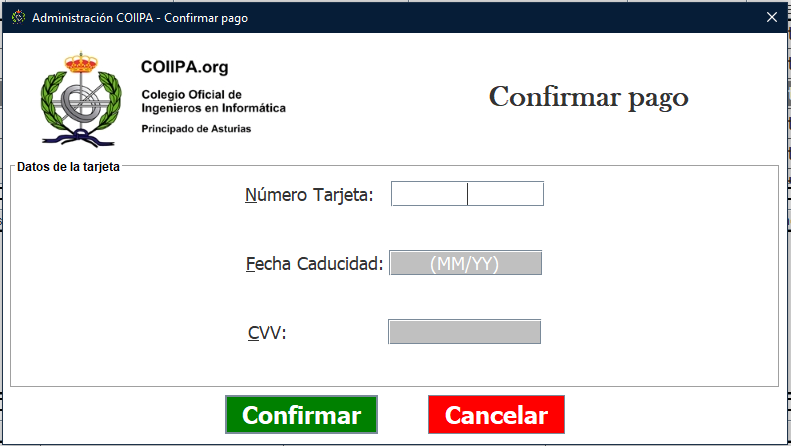 Administración COIIPA - Confirmar pago
COIIPA.org
Colegio Oficial de
Ingenieros en Informática
Principado de Asturias
Confirmar pago
Datos de la tarjeta
Número Tarjeta:
Fecha Caducidad: (MM/YY)
CVV:
Confirmar Cancelar